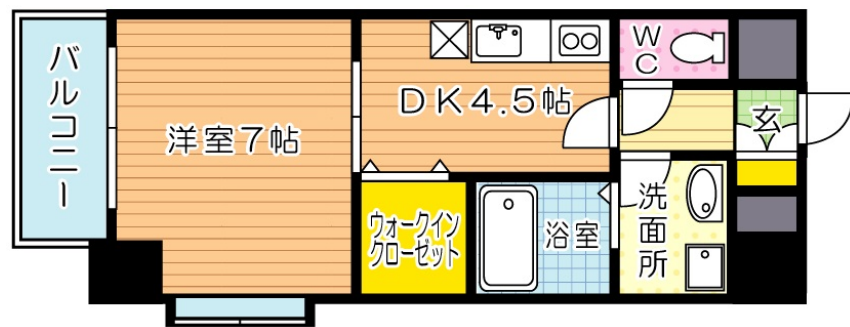 バルコニー
洋室7帖
DK4.5帖
WC
玄
ウォークイン
クローゼット
浴室
洗面所